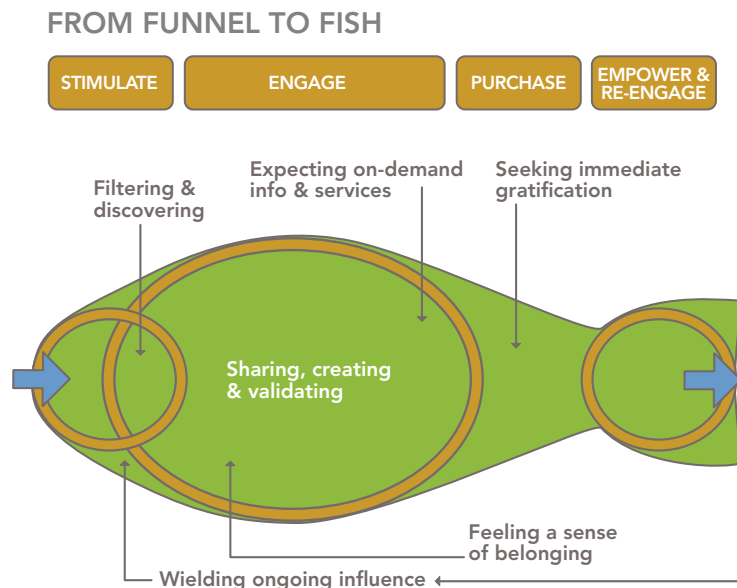 FROM FUNNEL TO FISH
STIMULATE
ENGAGE
PURCHASE
EMPOWER &
RE-ENGAGE
Filtering &
discovering
Expecting on-demand
info & services
Seeking immediate
gratification
Sharing, creating
& validating
Feeling a sense
of belonging
Wielding ongoing influence